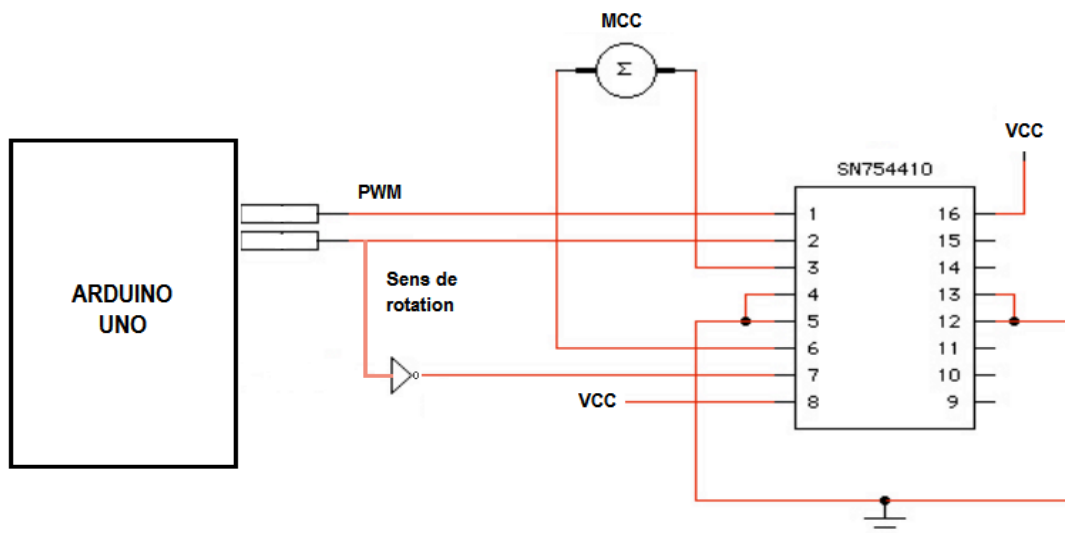 MCC
Σ
VCC
SN754410
PWM
1 16
2 15
Sens de
rotation
3 14
ARDUINO
UNO
4 13
5 12
6 11
7 10
VCC
8 9